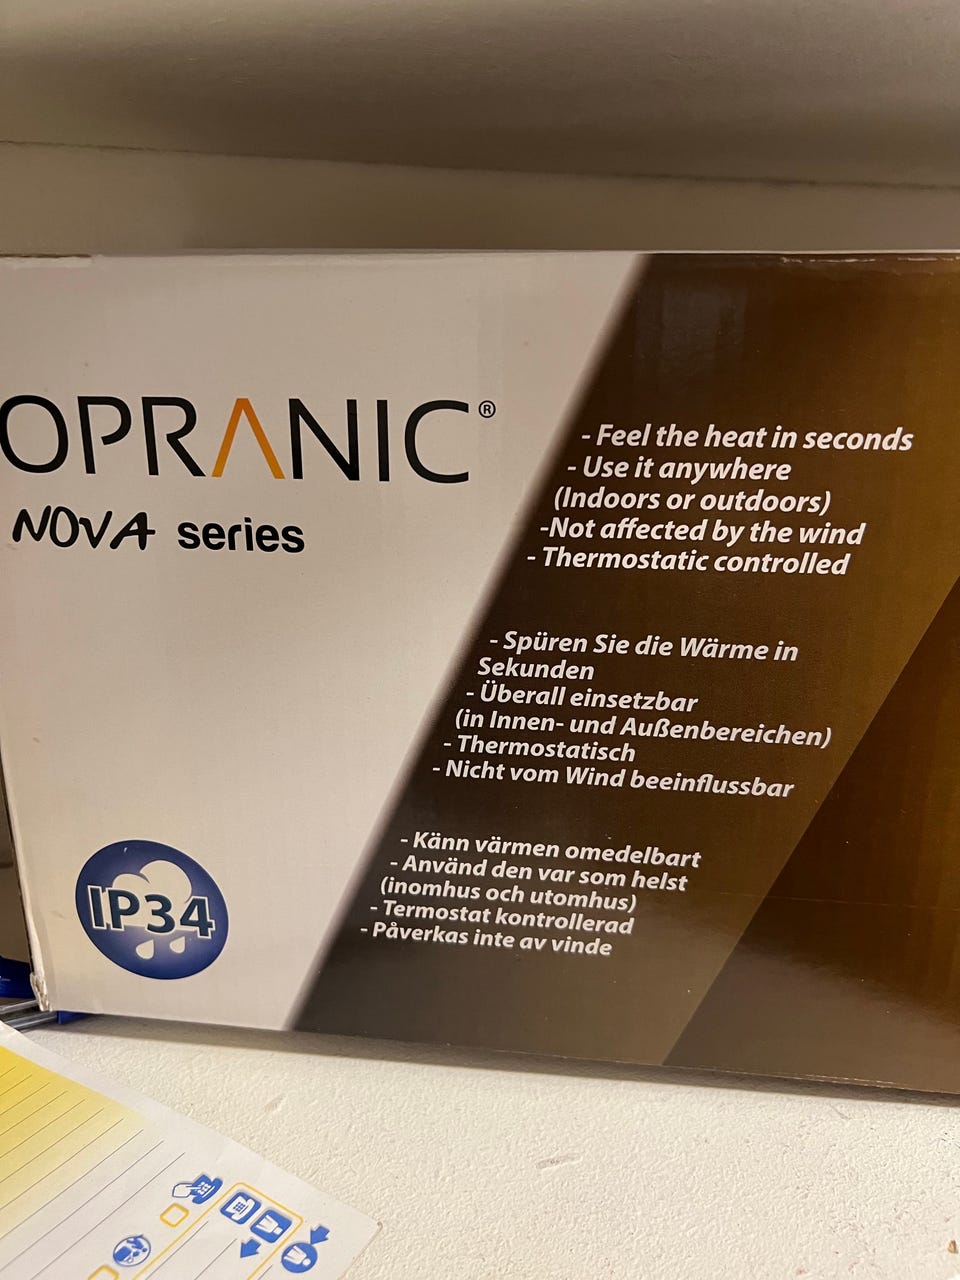 OPRANIC®
NOVA series
- Feel the heat in seconds
- Use it anywhere
(Indoors or outdoors)
-Not affected by the wind
- Thermostatic controlled
- Spüren Sie die Wärme in
Sekunden
- Überall einsetzbar
(in Innen- und Außenbereichen)
- Thermostatisch
- Nicht vom Wind beeinflussbar
- Känn värmen omedelbart
- Använd den var som helst
(inomhus och utomhus)
- Termostat kontrollerad
- Påverkas inte av vinde
IP34